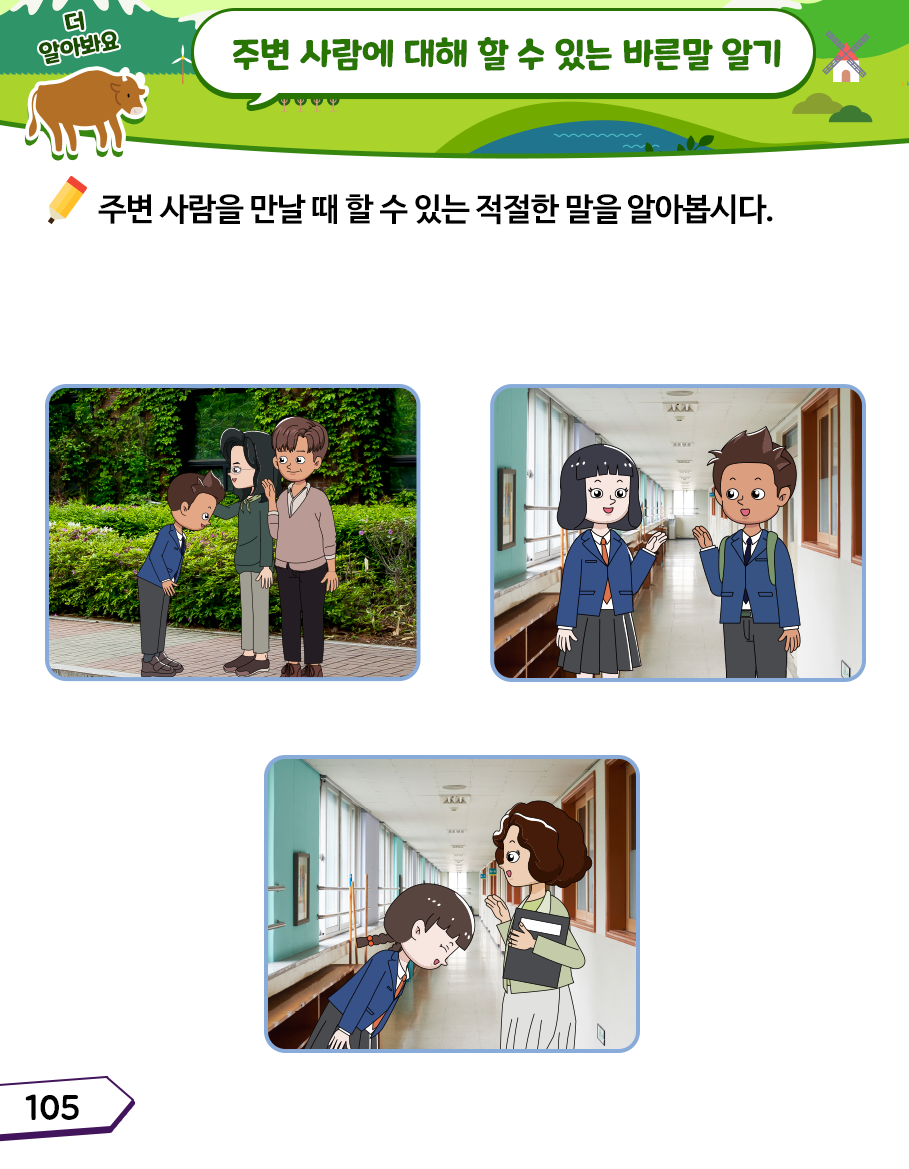 더
알아봐요
주변 사람에 대해 할 수 있는 바른말 알기
주변 사람을 만날 때 할 수 있는 적절한 말을 알아봅시다.
105